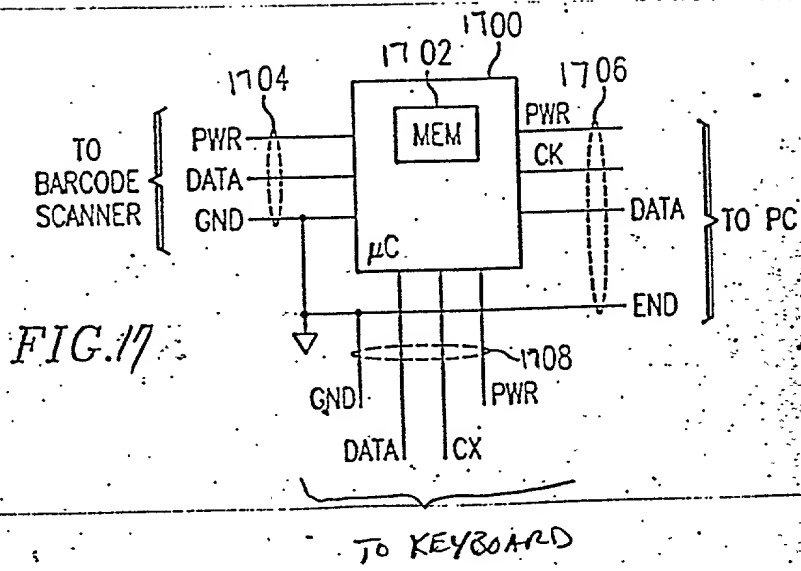 1700
1702
1704
1706
PWR
MEM
PWR
TO
BARCODE
SCANNER
CK
DATA
DATA
TO PC
GND
μC
END
FIG.17
1708
GND
PWR
DATA
CX
TO KEYBOARD